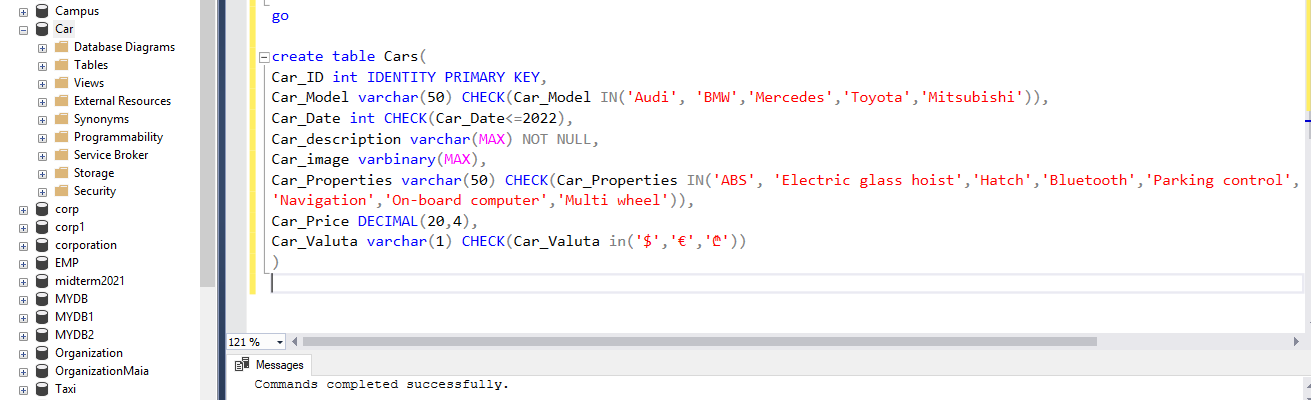 Campus
Car
Database Diagrams
Tables
Views
External Resources
Synonyms
Programmability
Service Broker
Storage
Security
corp
corp1
corporation
EMP
midterm2021
MYDB
MYDB1
MYDB2
Organization
OrganizationMaia
Taxi
go
create table Cars(
Car_ID int IDENTITY PRIMARY KEY,
Car_Model varchar(50) CHECK(Car_Model IN('Audi', 'BMW','Mercedes','Toyota','Mitsubishi')),
Car_Date int CHECK(Car_Date<=2022),
Car_description varchar(MAX) NOT NULL,
Car_image varbinary(MAX),
Car_Properties varchar(50) CHECK(Car_Properties IN('ABS', 'Electric glass hoist','Hatch','Bluetooth','Parking control',
'Navigation','On-board computer','Multi wheel')),
Car_Price DECIMAL(20,4),
Car_Valuta varchar(1) CHECK(Car_Valuta in('$','€','₾'))
)
121 %
Messages
Commands completed successfully.